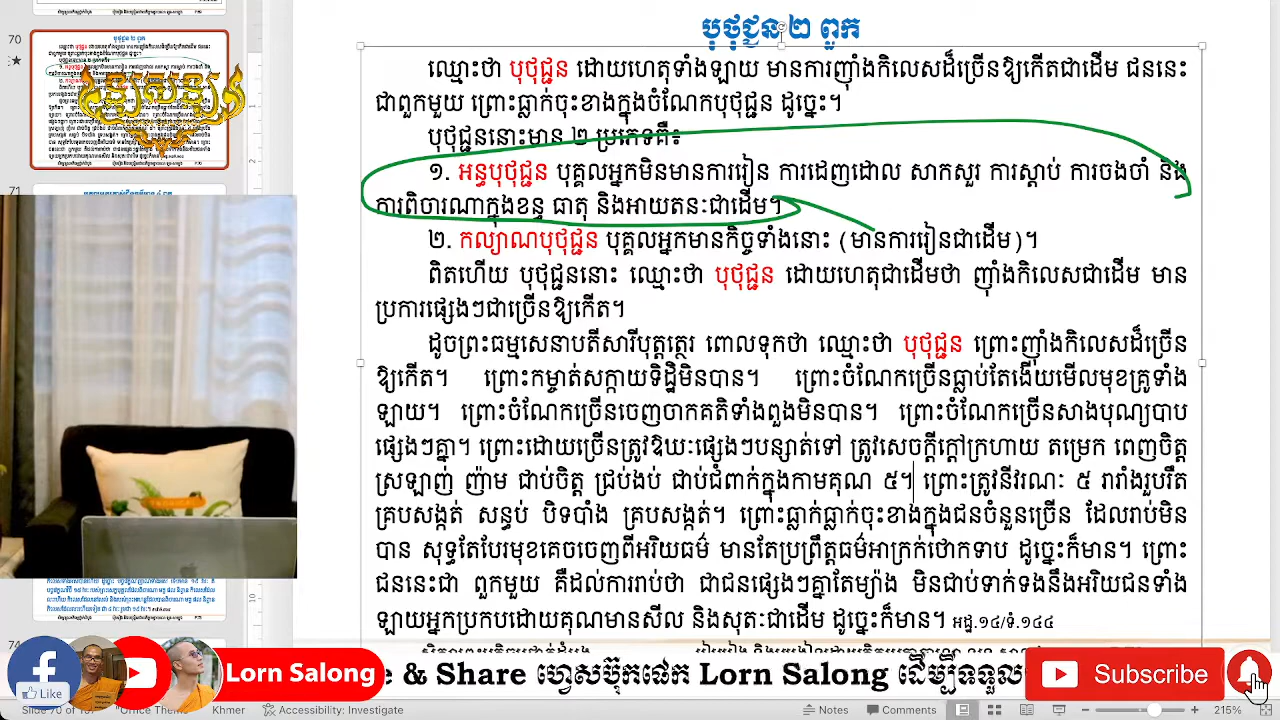 បុថុជ្ជន ២ ពួក
ឈ្មោះថា បុថុជ្ជន ដោយហេតុទាំងឡាយ មានការញ៉ាំងកិលេសដ៏ច្រើនឱ្យកើតជាដើម ជននេះ
ជាពួកមួយ ព្រោះធ្លាក់ចុះខាងក្នុងចំណែកបុថុជ្ជន ដូច្នេះ។
បុថុជ្ជននោះមាន ២ ប្រភេទគឺ៖
១. អន្ធបុថុជ្ជន បុគ្គលអ្នកមិនមានការរៀន ការដេញដោល សាកសួរ ការស្តាប់ ការចងចាំ និង
ការពិចារណាក្នុងខន្ធ ធាតុ និងអាយតនៈជាដើម។
២. កល្យាណបុថុជ្ជន បុគ្គលអ្នកមានកិច្ចទាំងនោះ (មានការរៀនជាដើម)។
ពិតហើយ បុថុជ្ជននោះ ឈ្មោះថា បុថុជ្ជន ដោយហេតុជាដើមថា ញ៉ាំងកិលេសជាដើម មាន
ប្រការផ្សេងៗជាច្រើនឱ្យកើត។
ដូចព្រះធម្មសេនាបតីសារីបុត្តត្ថេរ ពោលទុកថា ឈ្មោះថា បុថុជ្ជន ព្រោះញ៉ាំងកិលេសដ៏ច្រើន
ឱ្យកើត។ ព្រោះកម្ចាត់សក្កាយទិដ្ឋិមិនបាន។ ព្រោះចំណែកច្រើនធ្លាប់តែងើយមើលមុខគ្រូទាំង
ឡាយ។ ព្រោះចំណែកច្រើនចេញចាកគតិទាំងពួងមិនបាន។ ព្រោះចំណែកច្រើនសាងបុណ្យបាប
ផ្សេងៗគ្នា។ ព្រោះដោយច្រើនត្រូវឱឃៈផ្សេងៗបន្សាត់ទៅ ត្រូវសេចក្តីក្តៅក្រហាយ តម្រេក ពេញចិត្ត
ស្រឡាញ់ ញ៉ាម ជាប់ចិត្ត ជ្រប់ងប់ ជាប់ជំពាក់ក្នុងកាមគុណ ៥។ ព្រោះត្រូវនីវរណៈ ៥ រារាំងរួបរឹត
គ្របសង្កត់ សន្ធប់ បិទបាំង គ្របសង្កត់។ ព្រោះធ្លាក់ធ្លាក់ចុះខាងក្នុងជនចំនួនច្រើន ដែលរាប់មិន
បាន សុទ្ធតែបែរមុខគេចចេញពីអរិយធម៌ មានតែប្រព្រឹត្តធម៌អាក្រក់ថោកទាប ដូច្នេះក៏មាន។ ព្រោះ
ជននេះជា ពួកមួយ គឺដល់ការរាប់ថា ជាជនផ្សេងៗគ្នាតែម្យ៉ាង មិនជាប់ទាក់ទងនឹងអរិយជនទាំង
ឡាយអ្នកប្រកបដោយគុណមានសីល និងសុតៈជាដើម ដូច្នេះក៏មាន។ អដ្ឋ.១៤/ទំ.១៤៤
Like
Lorn Salong
e & Share ហ្វេសប៊ុកផេក Lorn Salong ដើម្បីទទួល
Subscribe
Khmer
Accessibility: Investigate
Notes
Comments
215%
70
71